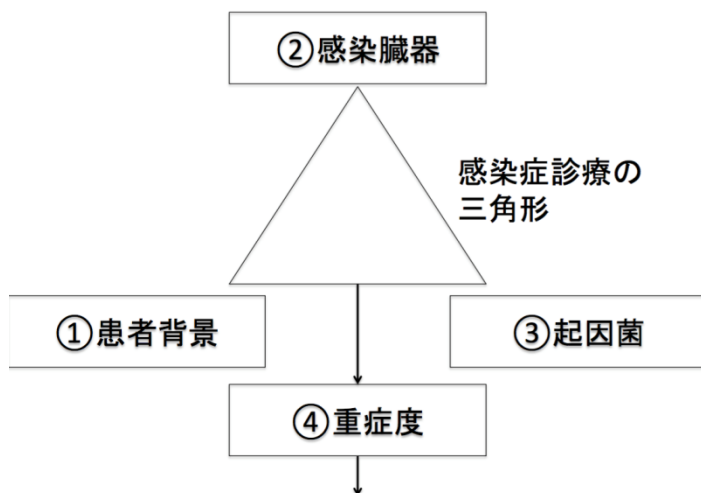 ②感染臓器
感染症診療の
三角形
①患者背景
③起因菌
④重症度